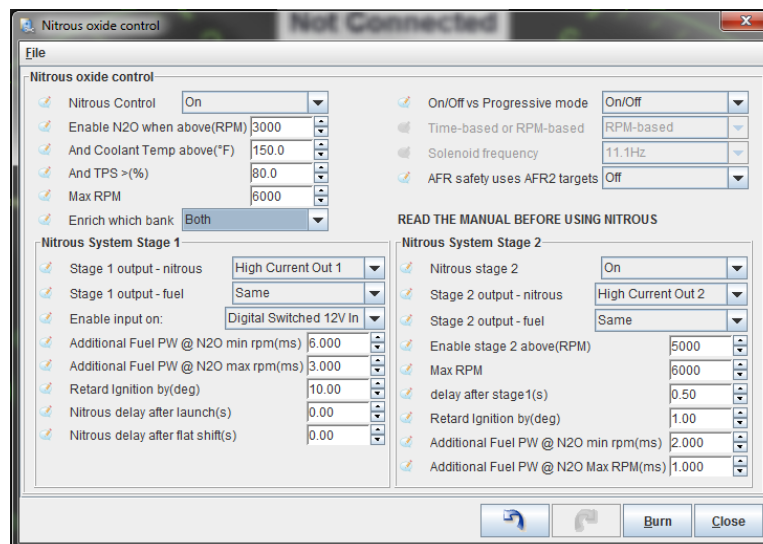 Nitrous oxide control
Not Connected
File
Nitrous oxide control
Nitrous Control On
Enable N2O when above(RPM) 3000
And Coolant Temp above(°F) 150.0
And TPS >(%) 80.0
Max RPM 6000
Enrich which bank Both
On/Off vs Progressive mode On/Off
Time-based or RPM-based RPM-based
Solenoid frequency 11.1Hz
AFR safety uses AFR2 targets Off
READ THE MANUAL BEFORE USING NITROUS
Nitrous System Stage 1
Stage 1 output - nitrous High Current Out 1
Stage 1 output - fuel Same
Enable input on: Digital Switched 12V In
Additional Fuel PW @ N2O min rpm(ms) 6.000
Additional Fuel PW @ N2O max rpm(ms) 3.000
Retard Ignition by(deg) 10.00
Nitrous delay after launch(s) 0.00
Nitrous delay after flat shift(s) 0.00
Nitrous System Stage 2
Nitrous stage 2 On
Stage 2 output - nitrous High Current Out 2
Stage 2 output - fuel Same
Enable stage 2 above(RPM) 5000
Max RPM 6000
delay after stage1(s) 0.50
Retard Ignition by(deg) 1.00
Additional Fuel PW @ N2O min rpm(ms) 2.000
Additional Fuel PW @ N2O Max RPM(ms) 1.000
Burn
Close